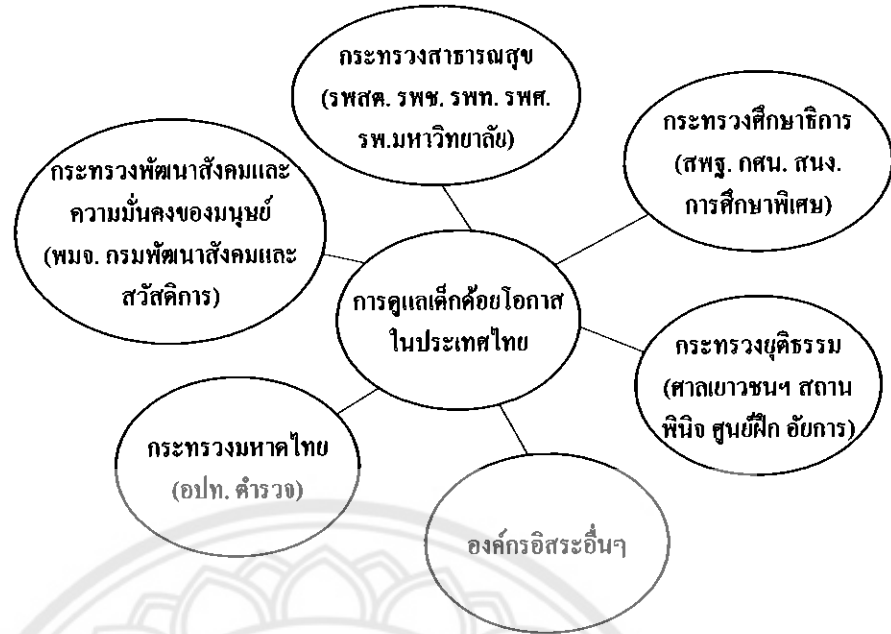 กระทรวงสาธารณสุข
(รพสต. รพช. รพท. รพศ.
รพ.มหาวิทยาลัย)
กระทรวงศึกษาธิการ
(สพฐ. กศน. สนง.
การศึกษาพิเศษ)
กระทรวงพัฒนาสังคมและ
ความมั่นคงของมนุษย์
(พมจ. กรมพัฒนาสังคมและ
สวัสดิการ)
การดูแลเด็กด้อยโอกาส
ในประเทศไทย
กระทรวงยุติธรรม
(ศาลเยาวชนฯ สถาน
พินิจ ศูนย์ฝึก อัยการ)
กระทรวงมหาดไทย
(อปท. ตำรวจ)
องค์กรอิสระอื่นๆ